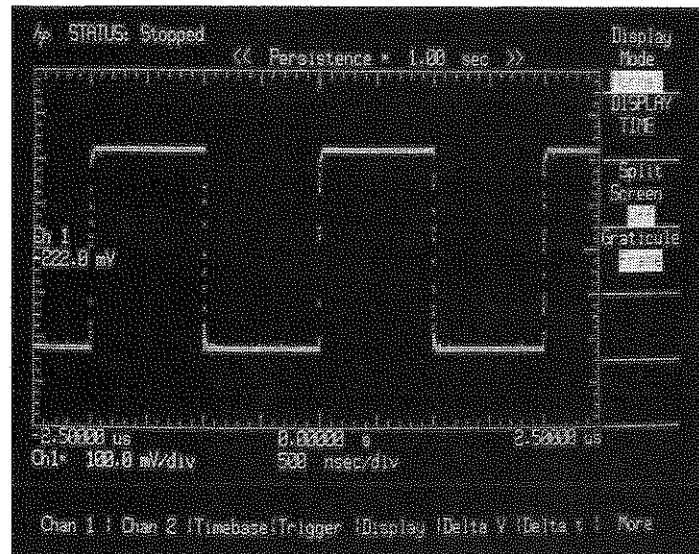 hp STATUS: Stopped
<< Persistence = 1.00 sec >>
Display
Mode
DISPLAY
TIME
Split
Screen
Graticule
Ch 1
-222.0 mV
-2.50000 us 0.00000 s 2.50000 us
Ch1= 100.0 mV/div 500 nsec/div
Chan 1 | Chan 2 |Timebase|Trigger |Display |Delta V |Delta t | More